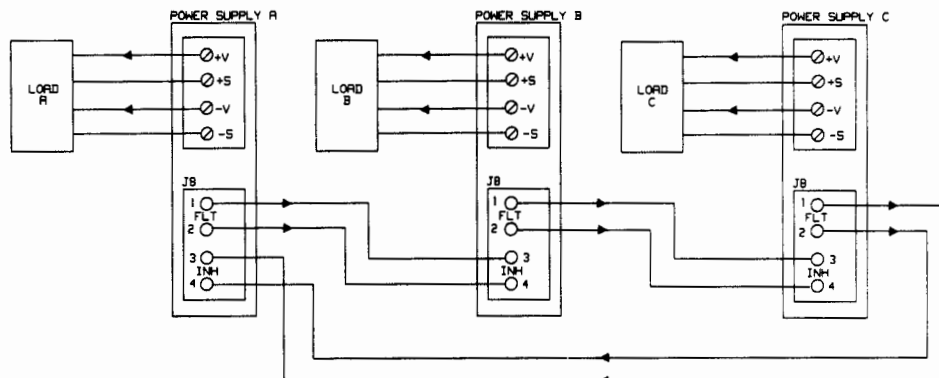 POWER SUPPLY A
+V
+S
-V
-S
LOAD
A
J8
1
FLT
2
3
INH
4
POWER SUPPLY B
+V
+S
-V
-S
LOAD
B
J8
1
FLT
2
3
INH
4
POWER SUPPLY C
+V
+S
-V
-S
LOAD
C
J8
1
FLT
2
3
INH
4